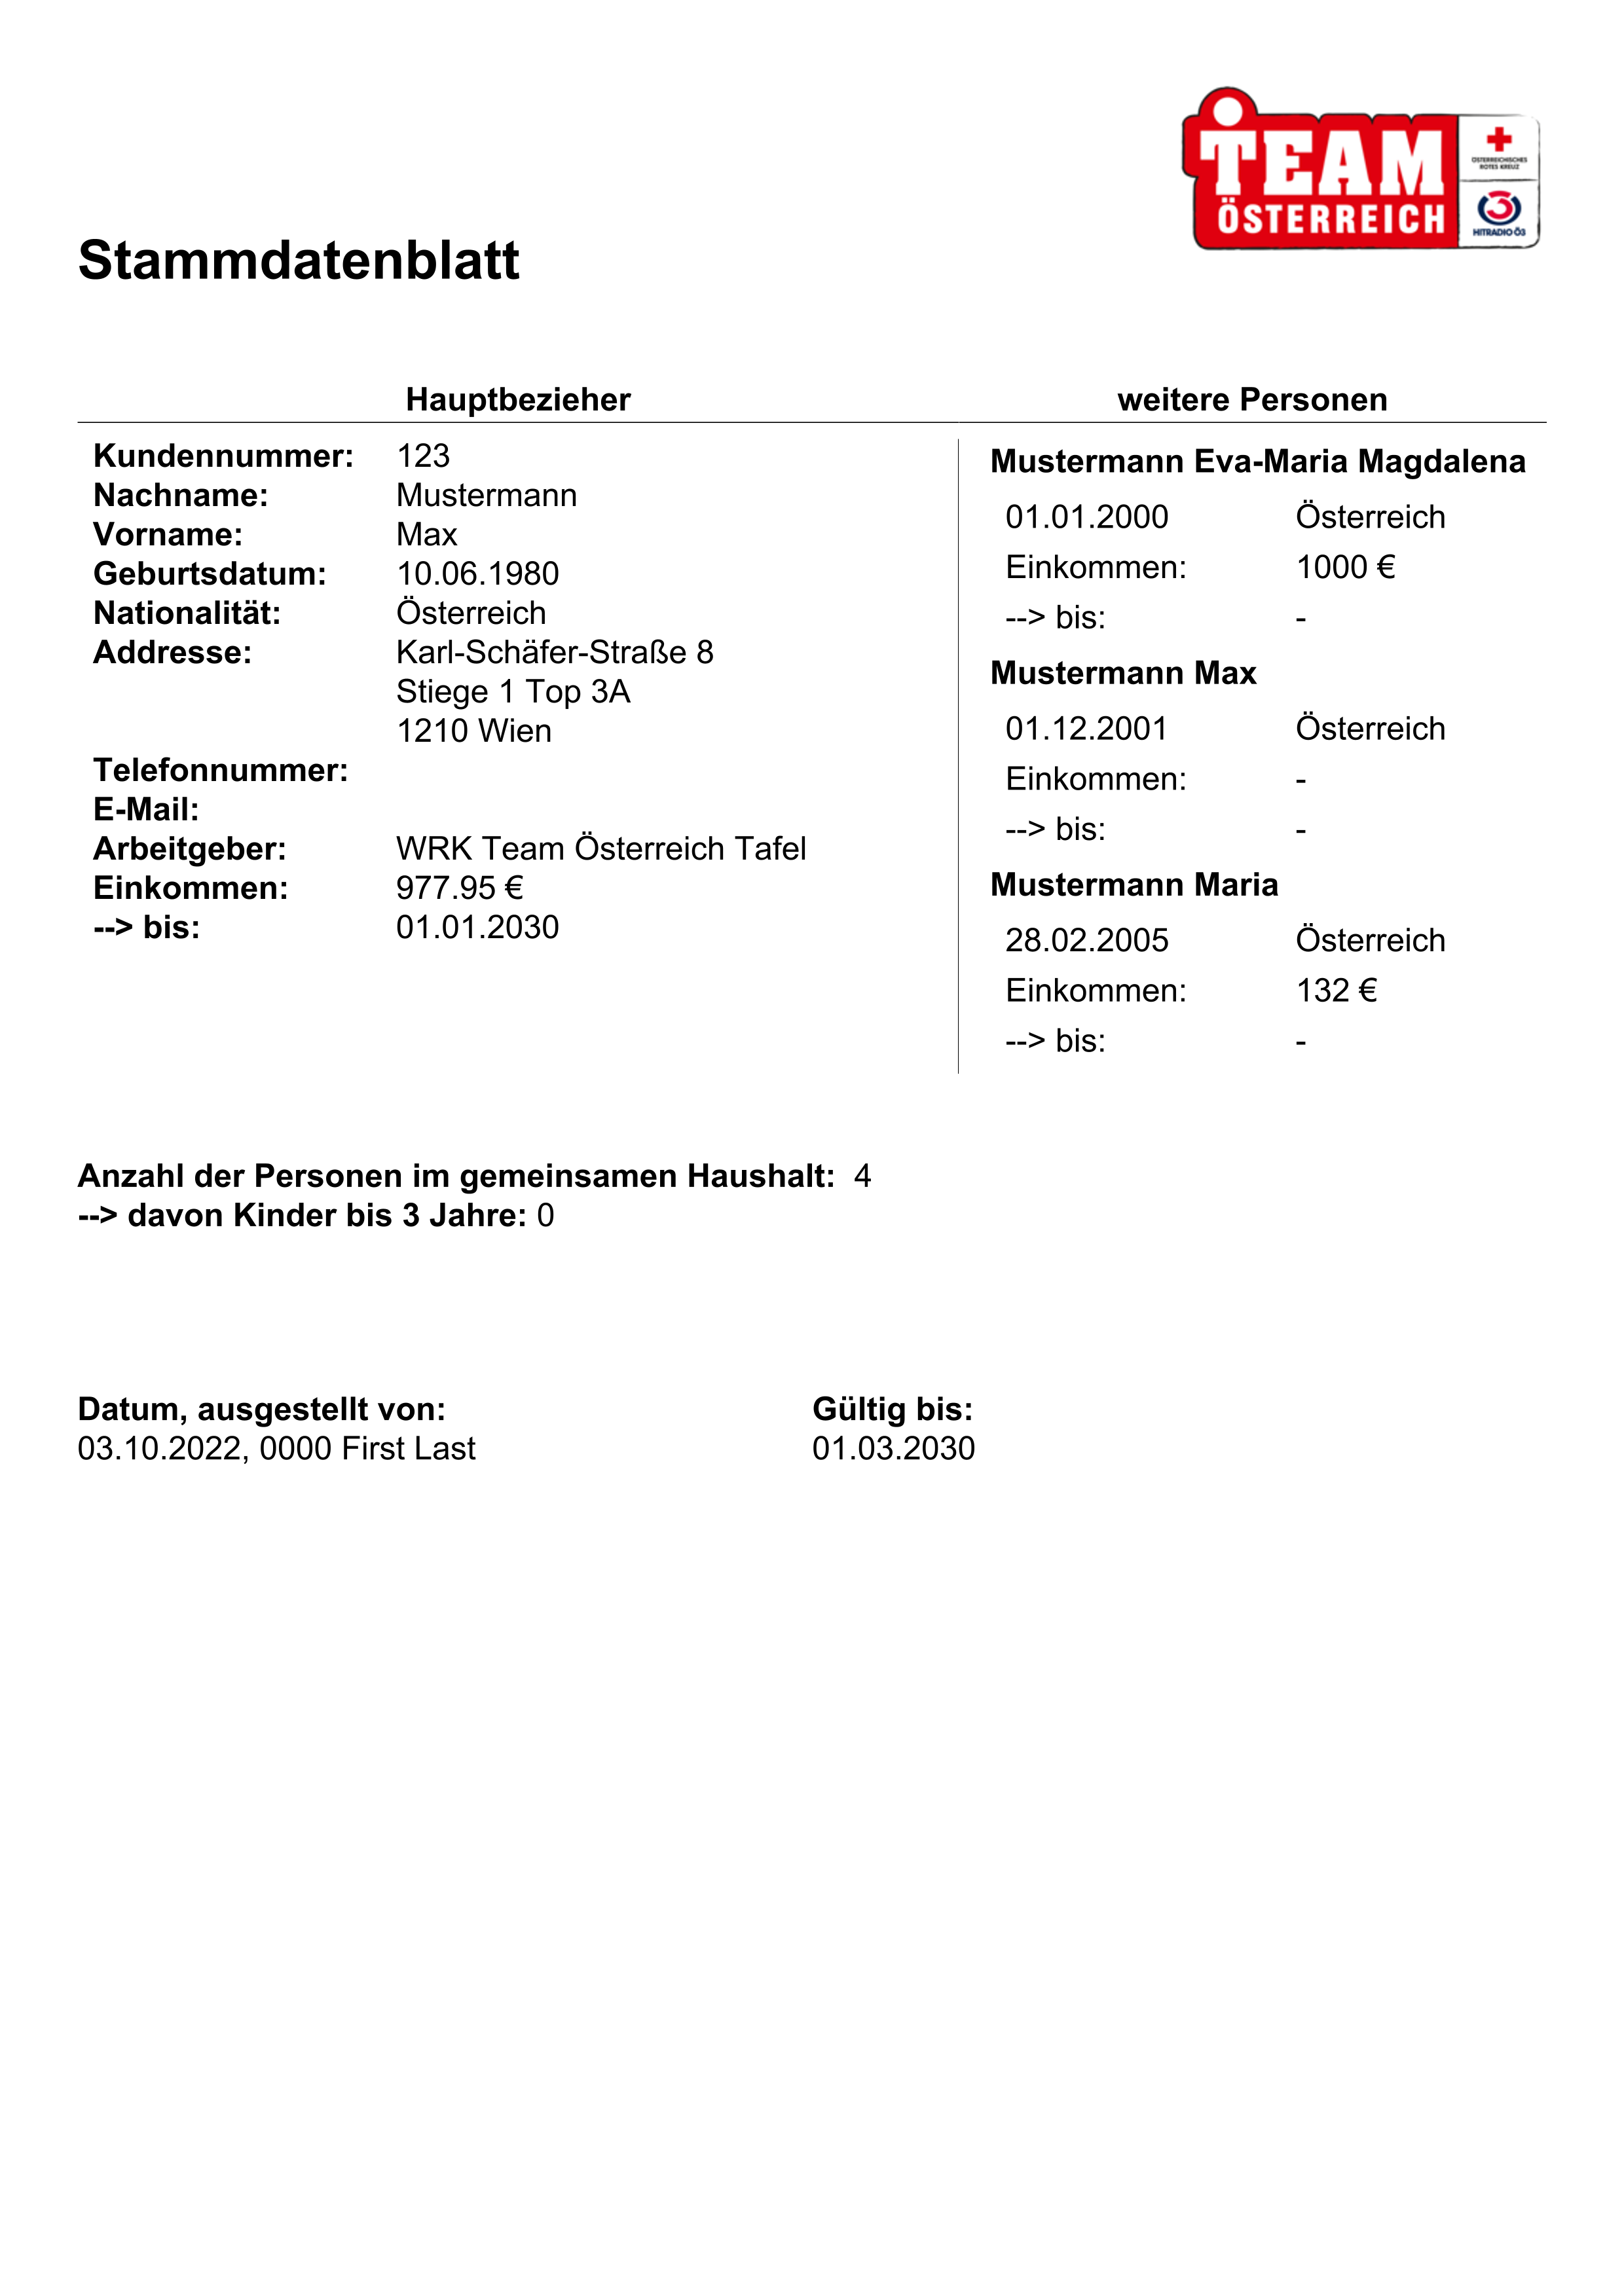 TEAM
ÖSTERREICH
ÖSTERREICHISCHES
ROTES KREUZ
3
HITRADIO Ö3
Stammdatenblatt
Hauptbezieher
Kundennummer: 123
Nachname: Mustermann
Vorname: Max
Geburtsdatum: 10.06.1980
Nationalität: Österreich
Addresse: Karl-Schäfer-Straße 8
Stiege 1 Top 3A
1210 Wien
Telefonnummer:
E-Mail:
Arbeitgeber: WRK Team Österreich Tafel
Einkommen: 977.95 €
--> bis: 01.01.2030
weitere Personen
Mustermann Eva-Maria Magdalena
01.01.2000 Österreich
Einkommen: 1000 €
--> bis: -
Mustermann Max
01.12.2001 Österreich
Einkommen: -
--> bis: -
Mustermann Maria
28.02.2005 Österreich
Einkommen: 132 €
--> bis: -
Anzahl der Personen im gemeinsamen Haushalt: 4
--> davon Kinder bis 3 Jahre: 0
Datum, ausgestellt von:
03.10.2022, 0000 First Last
Gültig bis:
01.03.2030